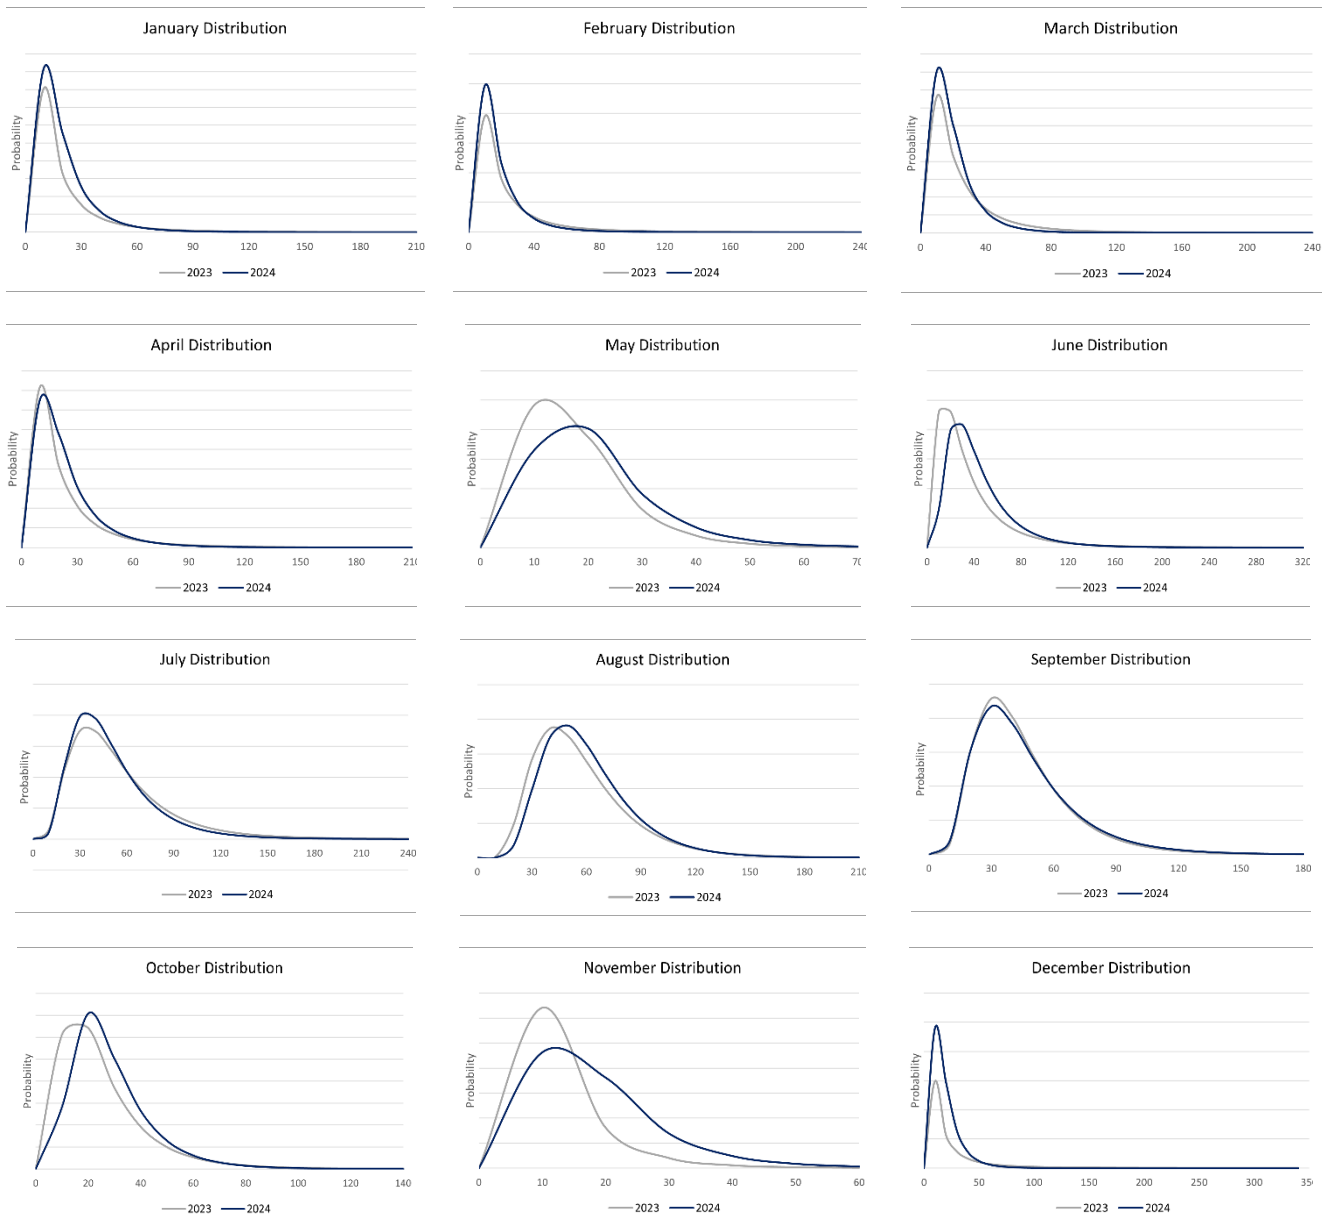 January Distribution
Probability
0 30 60 90 120 150 180 210
2023 2024
February Distribution
Probability
0 40 80 120 160 200 240
2023 2024
March Distribution
Probability
0 40 80 120 160 200 240
2023 2024
April Distribution
Probability
0 30 60 90 120 150 180 210
2023 2024
May Distribution
Probability
0 10 20 30 40 50 60 70
2023 2024
June Distribution
Probability
0 40 80 120 160 200 240 280 320
2023 2024
July Distribution
Probability
0 30 60 90 120 150 180 210 240
2023 2024
August Distribution
Probability
0 30 60 90 120 150 180 210
2023 2024
September Distribution
Probability
0 30 60 90 120 150 180
2023 2024
October Distribution
Probability
0 20 40 60 80 100 120 140
2023 2024
November Distribution
Probability
0 10 20 30 40 50 60
2023 2024
December Distribution
Probability
0 50 100 150 200 250 300 350
2023 2024